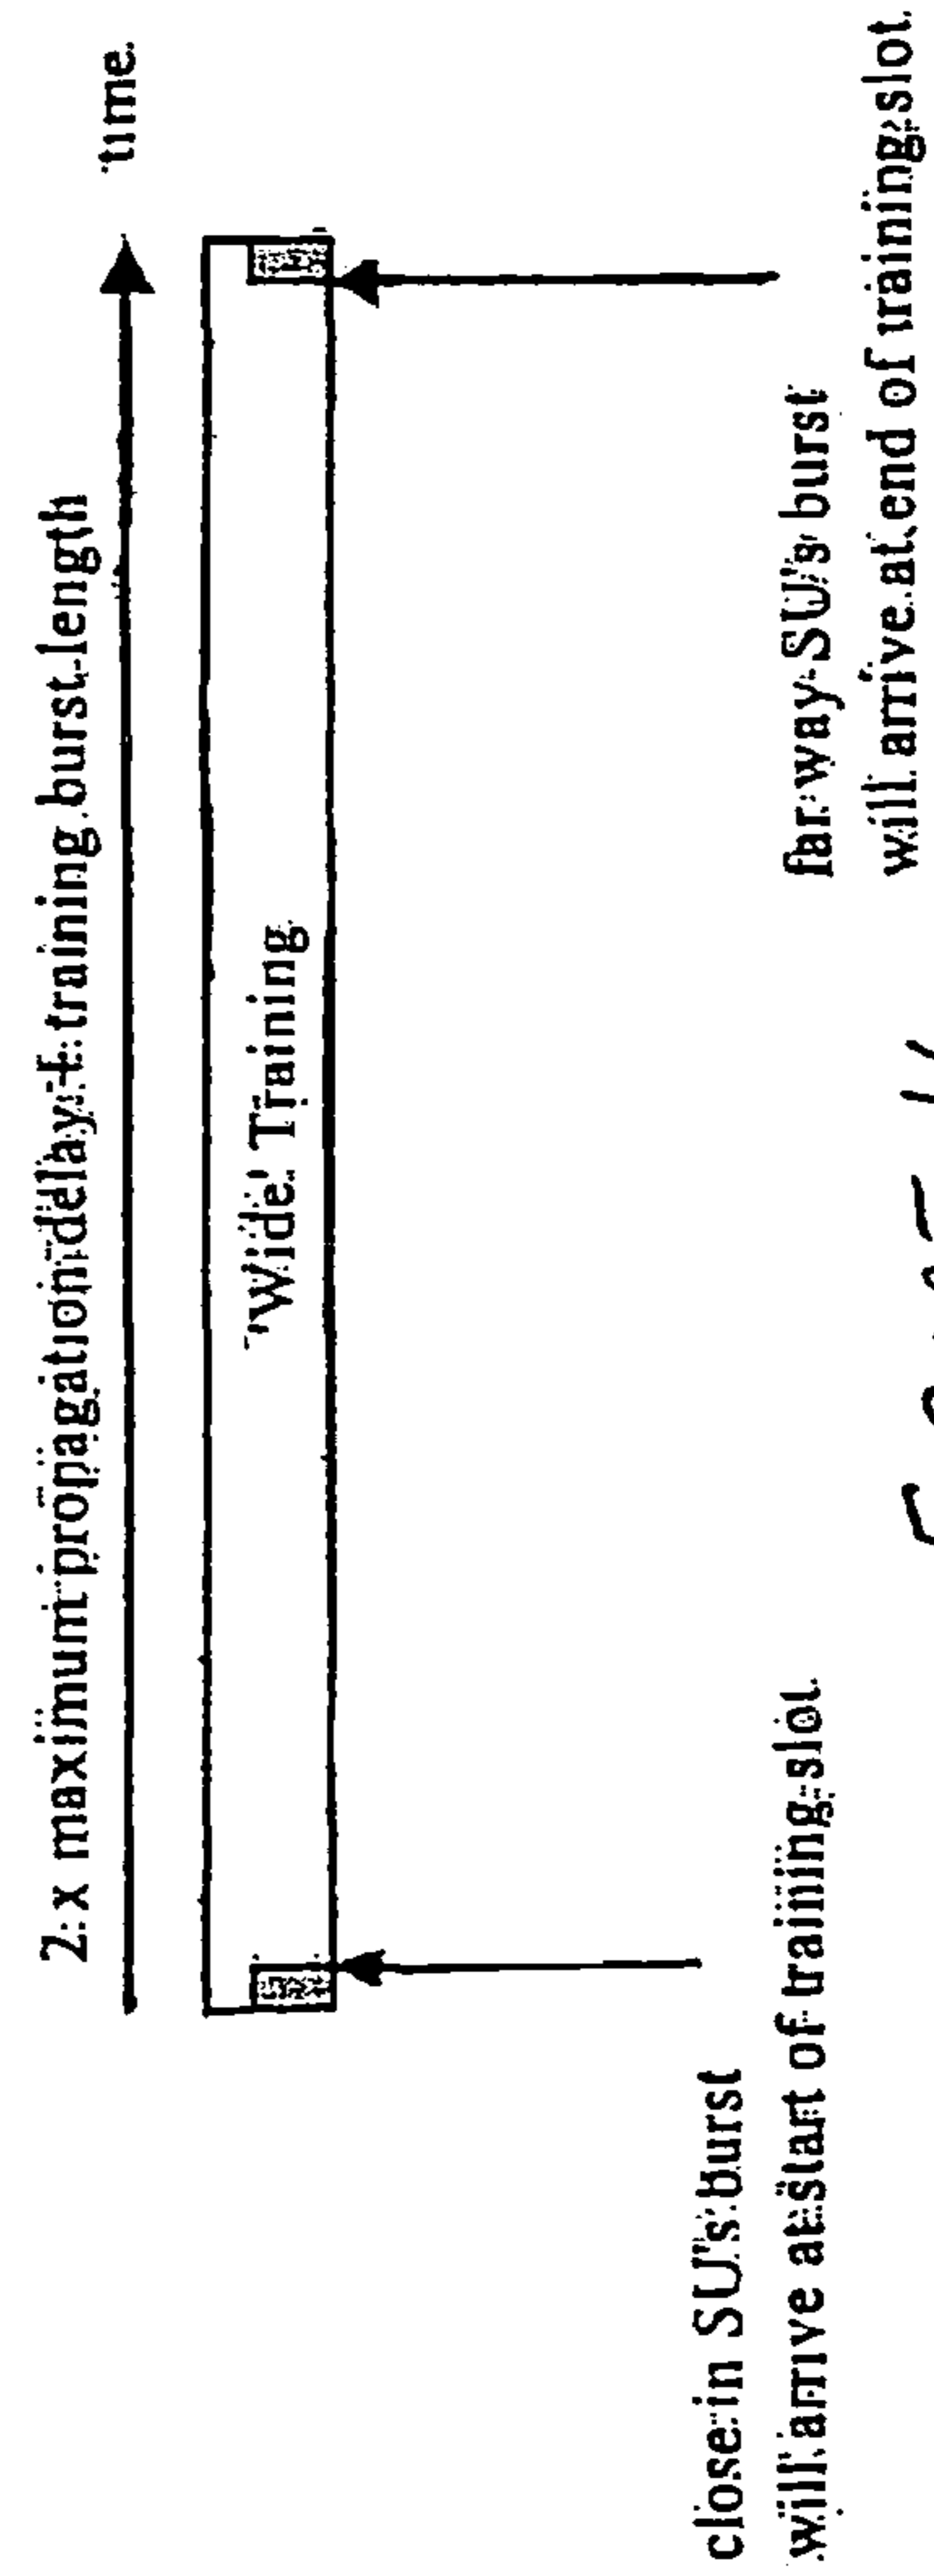 2 x maximum propagation delay + training burst length
time
'Wide' Training
close in SU's burst
will arrive at start of training slot
far way SU's burst
will arrive at end of training slot